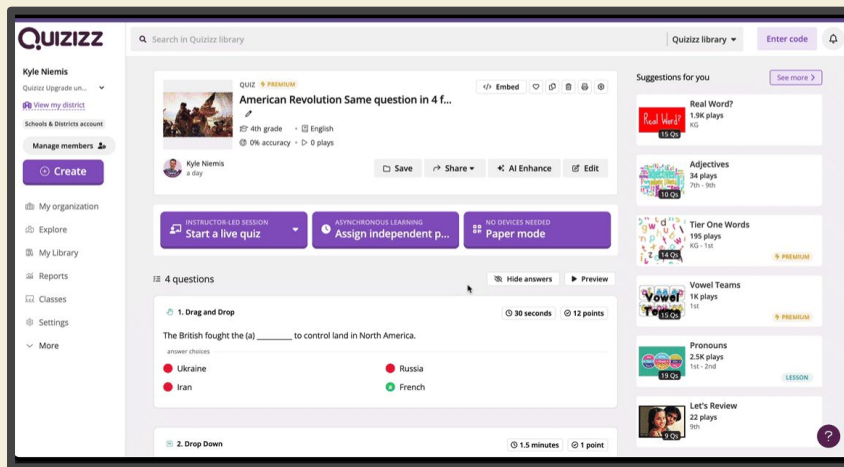 QUIZIZZ
Search in Quizizz library
Quizizz library
Enter code
Kyle Niemis
Quizizz Upgrade un...
View my district
Schools & Districts account
Manage members
Create
My organization
Explore
My Library
Reports
Classes
Settings
More
QUIZ PREMIUM
American Revolution Same question in 4 f...
4th grade • English
0% accuracy • 0 plays
Kyle Niemis
a day
Embed
Save
Share
AI Enhance
Edit
INSTRUCTOR-LED SESSION
Start a live quiz
ASYNCHRONOUS LEARNING
Assign independent p...
NO DEVICES NEEDED
Paper mode
4 questions
Hide answers
Preview
1. Drag and Drop
30 seconds
12 points
The British fought the (a) ________ to control land in North America.
answer choices
Ukraine
Russia
Iran
French
2. Drop Down
1.5 minutes
1 point
Suggestions for you
See more >
Real Word?
15 Qs
Real Word?
1.9K plays
KG
10 Qs
Adjectives
34 plays
7th - 9th
14 Qs
Tier One Words
195 plays
KG - 1st
PREMIUM
Vowel
15 Qs
Vowel Teams
1K plays
1st
PREMIUM
19 Qs
Pronouns
2.5K plays
1st - 2nd
LESSON
9 Qs
Let's Review
22 plays
9th
?